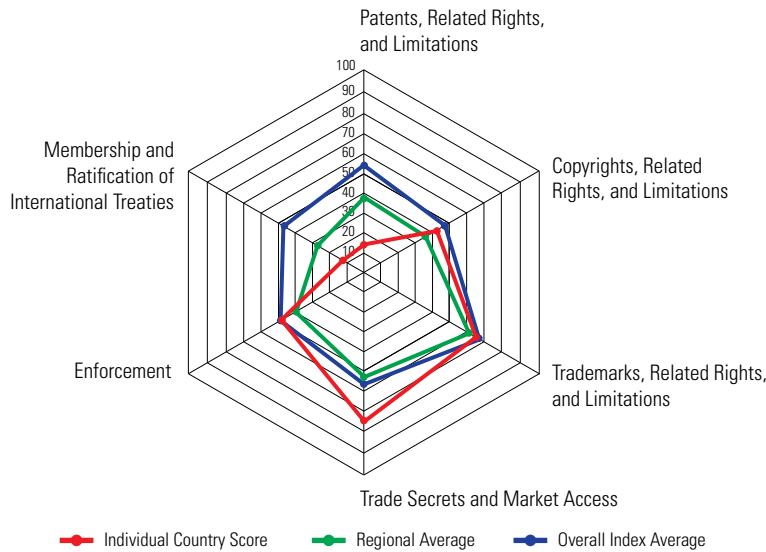 Patents, Related Rights,
and Limitations
100
90
80
70
60
50
40
30
20
10
Membership and
Ratification of
International Treaties
Copyrights, Related
Rights, and Limitations
Enforcement
Trademarks, Related Rights,
and Limitations
Trade Secrets and Market Access
Individual Country Score
Regional Average
Overall Index Average